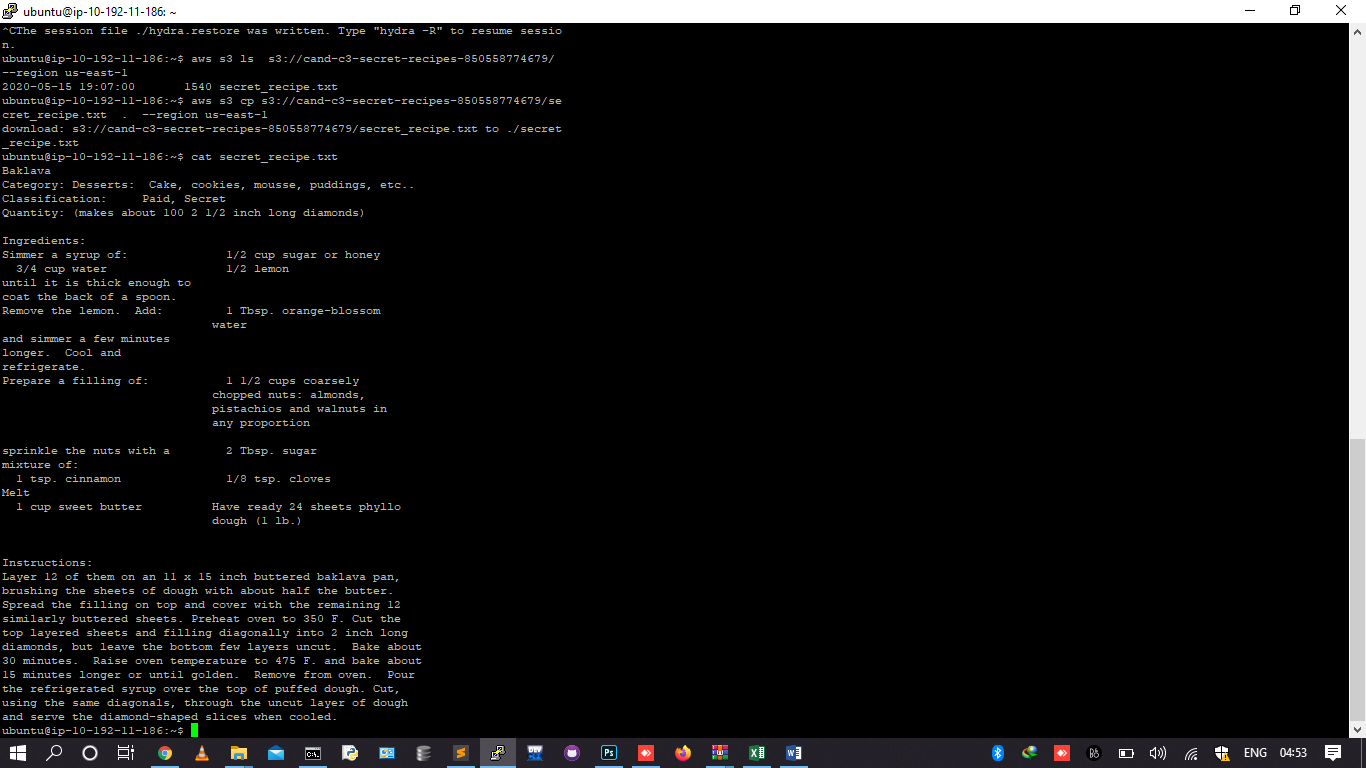 ubuntu@ip-10-192-11-186: ~
^CThe session file ./hydra.restore was written. Type "hydra -R" to resume sessio
n.
ubuntu@ip-10-192-11-186:~$ aws s3 ls  s3://cand-c3-secret-recipes-850558774679/
--region us-east-1
2020-05-15 19:07:00       1540 secret_recipe.txt
ubuntu@ip-10-192-11-186:~$ aws s3 cp s3://cand-c3-secret-recipes-850558774679/se
cret_recipe.txt  .  --region us-east-1
download: s3://cand-c3-secret-recipes-850558774679/secret_recipe.txt to ./secret
_recipe.txt
ubuntu@ip-10-192-11-186:~$ cat secret_recipe.txt
Baklava
Category: Desserts:  Cake, cookies, mousse, puddings, etc..
Classification:     Paid, Secret
Quantity: (makes about 100 2 1/2 inch long diamonds)
Ingredients:
Simmer a syrup of:              1/2 cup sugar or honey
  3/4 cup water                 1/2 lemon
until it is thick enough to
coat the back of a spoon.
Remove the lemon.  Add:         1 Tbsp. orange-blossom
                              water
and simmer a few minutes
longer.  Cool and
refrigerate.
Prepare a filling of:           1 1/2 cups coarsely
                              chopped nuts: almonds,
                              pistachios and walnuts in
                              any proportion
sprinkle the nuts with a        2 Tbsp. sugar
mixture of:
  1 tsp. cinnamon               1/8 tsp. cloves
Melt
  1 cup sweet butter          Have ready 24 sheets phyllo
                              dough (1 lb.)
Instructions:
Layer 12 of them on an 11 x 15 inch buttered baklava pan,
brushing the sheets of dough with about half the butter.
Spread the filling on top and cover with the remaining 12
similarly buttered sheets. Preheat oven to 350 F. Cut the
top layered sheets and filling diagonally into 2 inch long
diamonds, but leave the bottom few layers uncut.  Bake about
30 minutes.  Raise oven temperature to 475 F. and bake about
15 minutes longer or until golden.  Remove from oven.  Pour
the refrigerated syrup over the top of puffed dough. Cut,
using the same diagonals, through the uncut layer of dough
and serve the diamond-shaped slices when cooled.
ubuntu@ip-10-192-11-186:~$
ENG 04:53